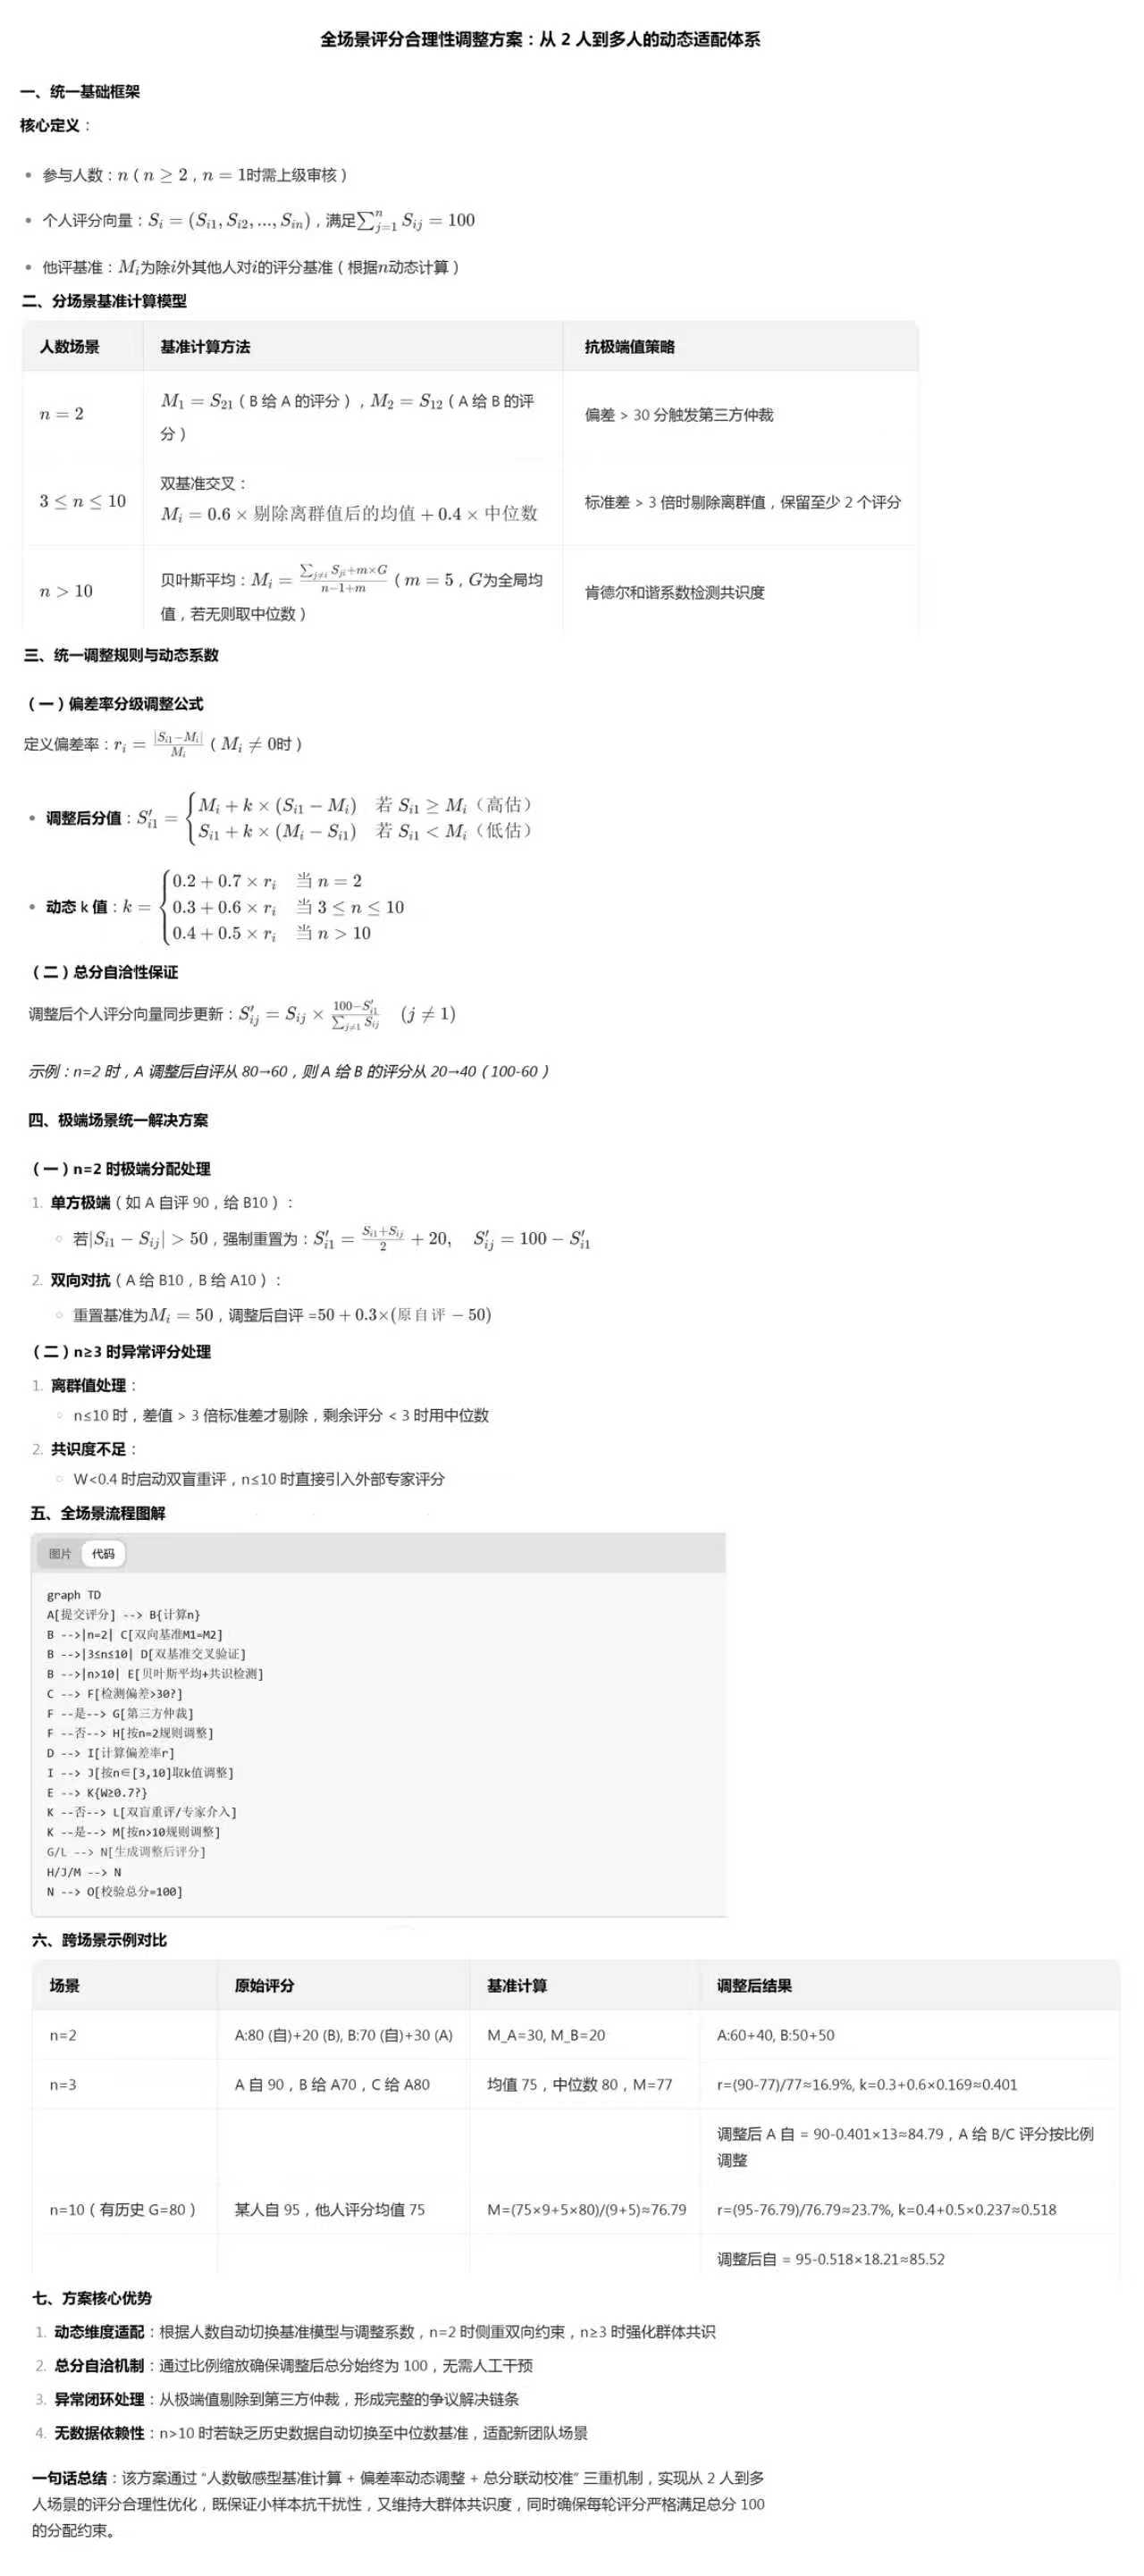 全场景评分合理性调整方案：从 2 人到多人的动态适配体系
一、统一基础框架
核心定义：
• 参与人数：n（n ≥ 2，n = 1时需上级审核）
• 个人评分向量：S_i = (S_{i1}, S_{i2}, ..., S_{in})，满足∑_{j=1}^{n} S_{ij} = 100
• 他评基准：M_i为除i外其他人对i的评分基准（根据n动态计算）
二、分场景基准计算模型
人数场景 基准计算方法 抗极端值策略
n = 2 M_1 = S_{21}（B 给 A 的评分），M_2 = S_{12}（A 给 B 的评
分） 偏差 > 30 分触发第三方仲裁
3 ≤ n ≤ 10 双基准交叉：
M_i = 0.6 × 剔除离群值后的均值 + 0.4 × 中位数 标准差 > 3 倍时剔除离群值，保留至少 2 个评分
n > 10 贝叶斯平均：M_i = \frac{∑_{j≠i} S_{ji}+m×G}{n−1+m}（m = 5，G为全局均
值，若无则取中位数） 肯德尔和谐系数检测共识度
三、统一调整规则与动态系数
（一）偏差率分级调整公式
定义偏差率：r_i = \frac{|S_{i1}−M_i|}{M_i}（M_i ≠ 0时）
• 调整后分值：S'_{i1} = {
M_i + k × (S_{i1} − M_i) 若 S_{i1} ≥ M_i（高估）
S_{i1} + k × (M_i − S_{i1}) 若 S_{i1} < M_i（低估）
• 动态 k 值：k = {
0.2 + 0.7 × r_i 当 n = 2
0.3 + 0.6 × r_i 当 3 ≤ n ≤ 10
0.4 + 0.5 × r_i 当 n > 10
（二）总分自洽性保证
调整后个人评分向量同步更新：S'_{ij} = S_{ij} × \frac{100−S'_{i1}}{∑_{j≠1} S_{ij}} (j ≠ 1)
示例：n=2 时，A 调整后自评从 80→60，则 A 给 B 的评分从 20→40（100-60）
四、极端场景统一解决方案
（一）n=2 时极端分配处理
1. 单方极端（如 A 自评 90，给 B10）：
○ 若|S_{i1} − S_{ij}| > 50，强制重置为：S'_{i1} = \frac{S_{i1}+S_{ij}}{2} + 20, S'_{ij} = 100 − S'_{i1}
2. 双向对抗（A 给 B10，B 给 A10）：
○ 重置基准为M_i = 50，调整后自评 =50 + 0.3×(原自评 − 50)
（二）n≥3 时异常评分处理
1. 离群值处理：
○ n≤10 时，差值 > 3 倍标准差才剔除，剩余评分 < 3 时用中位数
2. 共识度不足：
○ W<0.4 时启动双盲重评，n≤10 时直接引入外部专家评分
五、全场景流程图解
图片 代码
graph TD
A[提交评分] --> B{计算n}
B -->|n=2| C[双向基准M1=M2]
B -->|3≤n≤10| D[双基准交叉验证]
B -->|n>10| E[贝叶斯平均+共识检测]
C --> F[检测偏差>30?]
F --是--> G[第三方仲裁]
F --否--> H[按n=2规则调整]
D --> I[计算偏差率r]
I --> J[按n∈[3,10]取k值调整]
E --> K{W≥0.7?}
K --否--> L[双盲重评/专家介入]
K --是--> M[按n>10规则调整]
G/L --> N[生成调整后评分]
H/J/M --> N
N --> O[校验总分=100]
六、跨场景示例对比
场景 原始评分 基准计算 调整后结果
n=2 A:80 (自)+20 (B), B:70 (自)+30 (A) M_A=30, M_B=20 A:60+40, B:50+50
n=3 A 自 90，B 给 A70，C 给 A80 均值 75，中位数 80，M=77 r=(90-77)/77≈16.9%, k=0.3+0.6×0.169≈0.401
调整后 A 自 = 90-0.401×13≈84.79，A 给 B/C 评分按比例
调整
n=10（有历史 G=80） 某人自 95，他人评分均值 75 M=(75×9+5×80)/(9+5)≈76.79 r=(95-76.79)/76.79≈23.7%, k=0.4+0.5×0.237≈0.518
调整后自 = 95-0.518×18.21≈85.52
七、方案核心优势
1. 动态维度适配：根据人数自动切换基准模型与调整系数，n=2 时侧重双向约束，n≥3 时强化群体共识
2. 总分自洽机制：通过比例缩放确保调整后总分始终为 100，无需人工干预
3. 异常闭环处理：从极端值剔除到第三方仲裁，形成完整的争议解决链条
4. 无数据依赖性：n>10 时若缺乏历史数据自动切换至中位数基准，适配新团队场景
一句话总结：该方案通过 “人数敏感型基准计算 + 偏差率动态调整 + 总分联动校准” 三重机制，实现从 2 人到多
人场景的评分合理性优化，既保证小样本抗干扰性，又维持大群体共识度，同时确保每轮评分严格满足总分 100
的分配约束。